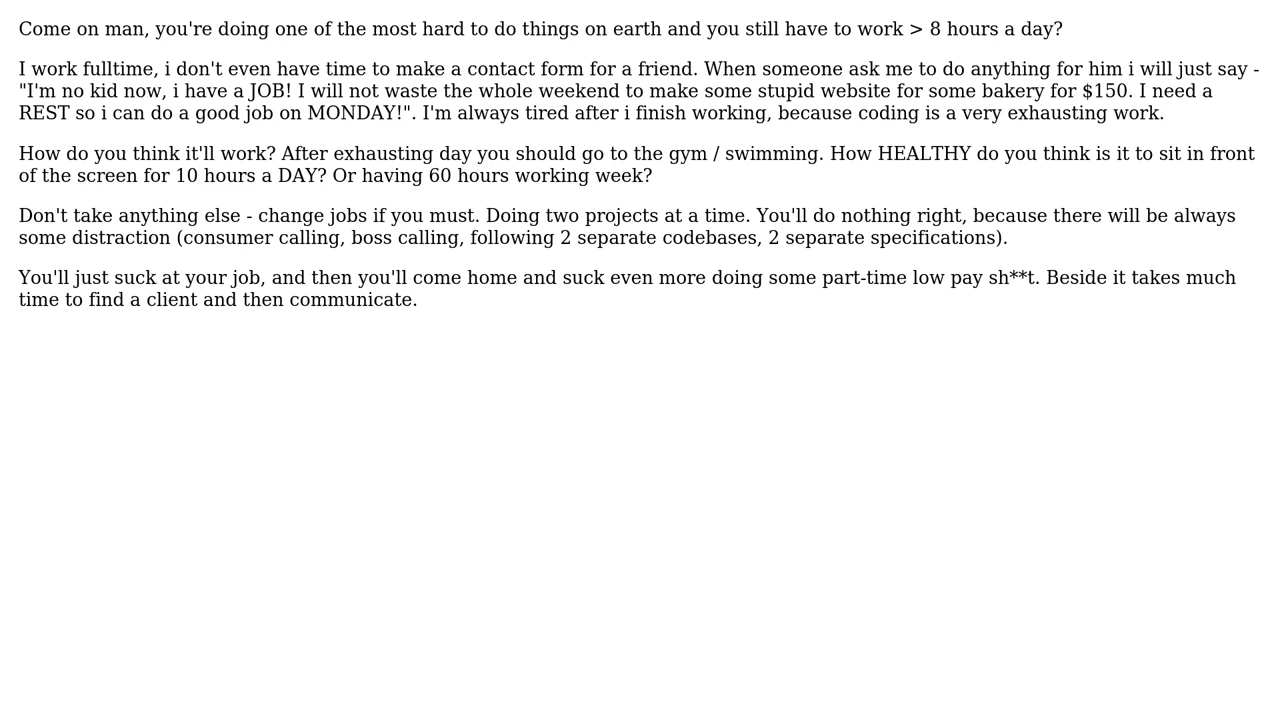 Come on man, you're doing one of the most hard to do things on earth and you still have to work > 8 hours a day?
I work fulltime, i don't even have time to make a contact form for a friend. When someone ask me to do anything for him i will just say -
"I'm no kid now, i have a JOB! I will not waste the whole weekend to make some stupid website for some bakery for $150. I need a
REST so i can do a good job on MONDAY!". I'm always tired after i finish working, because coding is a very exhausting work.
How do you think it'll work? After exhausting day you should go to the gym / swimming. How HEALTHY do you think is it to sit in front
of the screen for 10 hours a DAY? Or having 60 hours working week?
Don't take anything else - change jobs if you must. Doing two projects at a time. You'll do nothing right, because there will be always
some distraction (consumer calling, boss calling, following 2 separate codebases, 2 separate specifications).
You'll just suck at your job, and then you'll come home and suck even more doing some part-time low pay sh**t. Beside it takes much
time to find a client and then communicate.